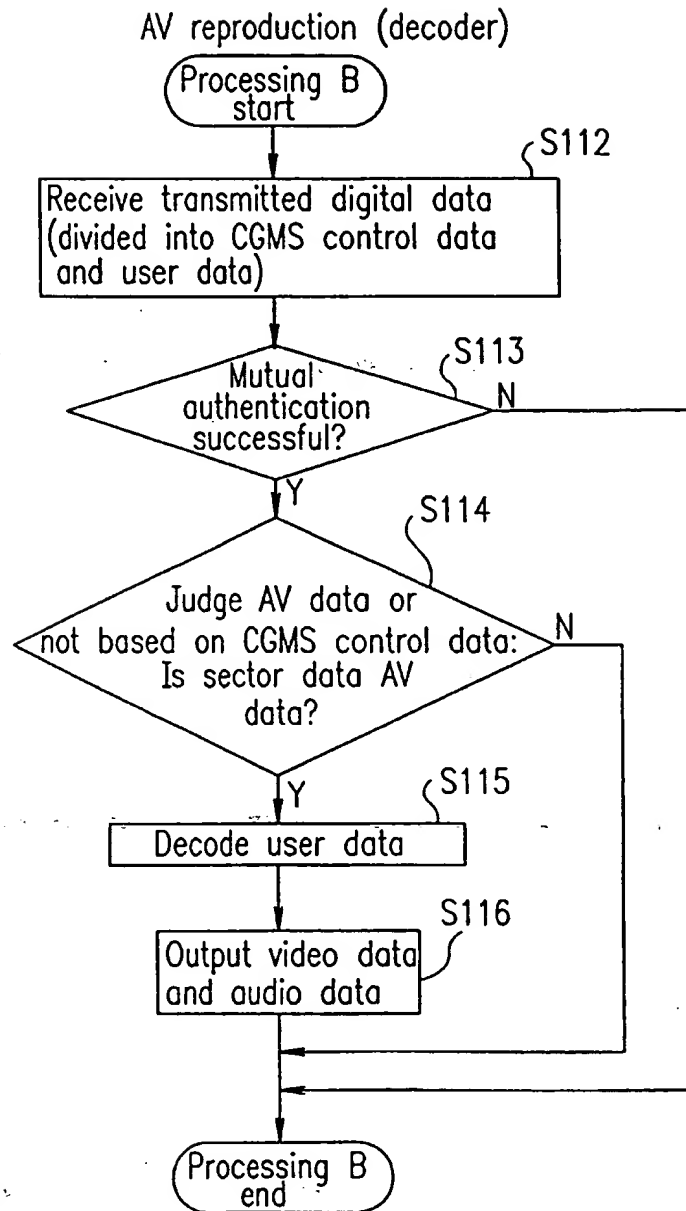 AV reproduction (decoder)
Processing B
start
S112
Receive transmitted digital data
(divided into CGMS control data
and user data)
S113
Mutual
authentication
successful?
N
Y
S114
Judge AV data or
not based on CGMS control data:
Is sector data AV
data?
N
Y
S115
Decode user data
S116
Output video data
and audio data
Processing B
end